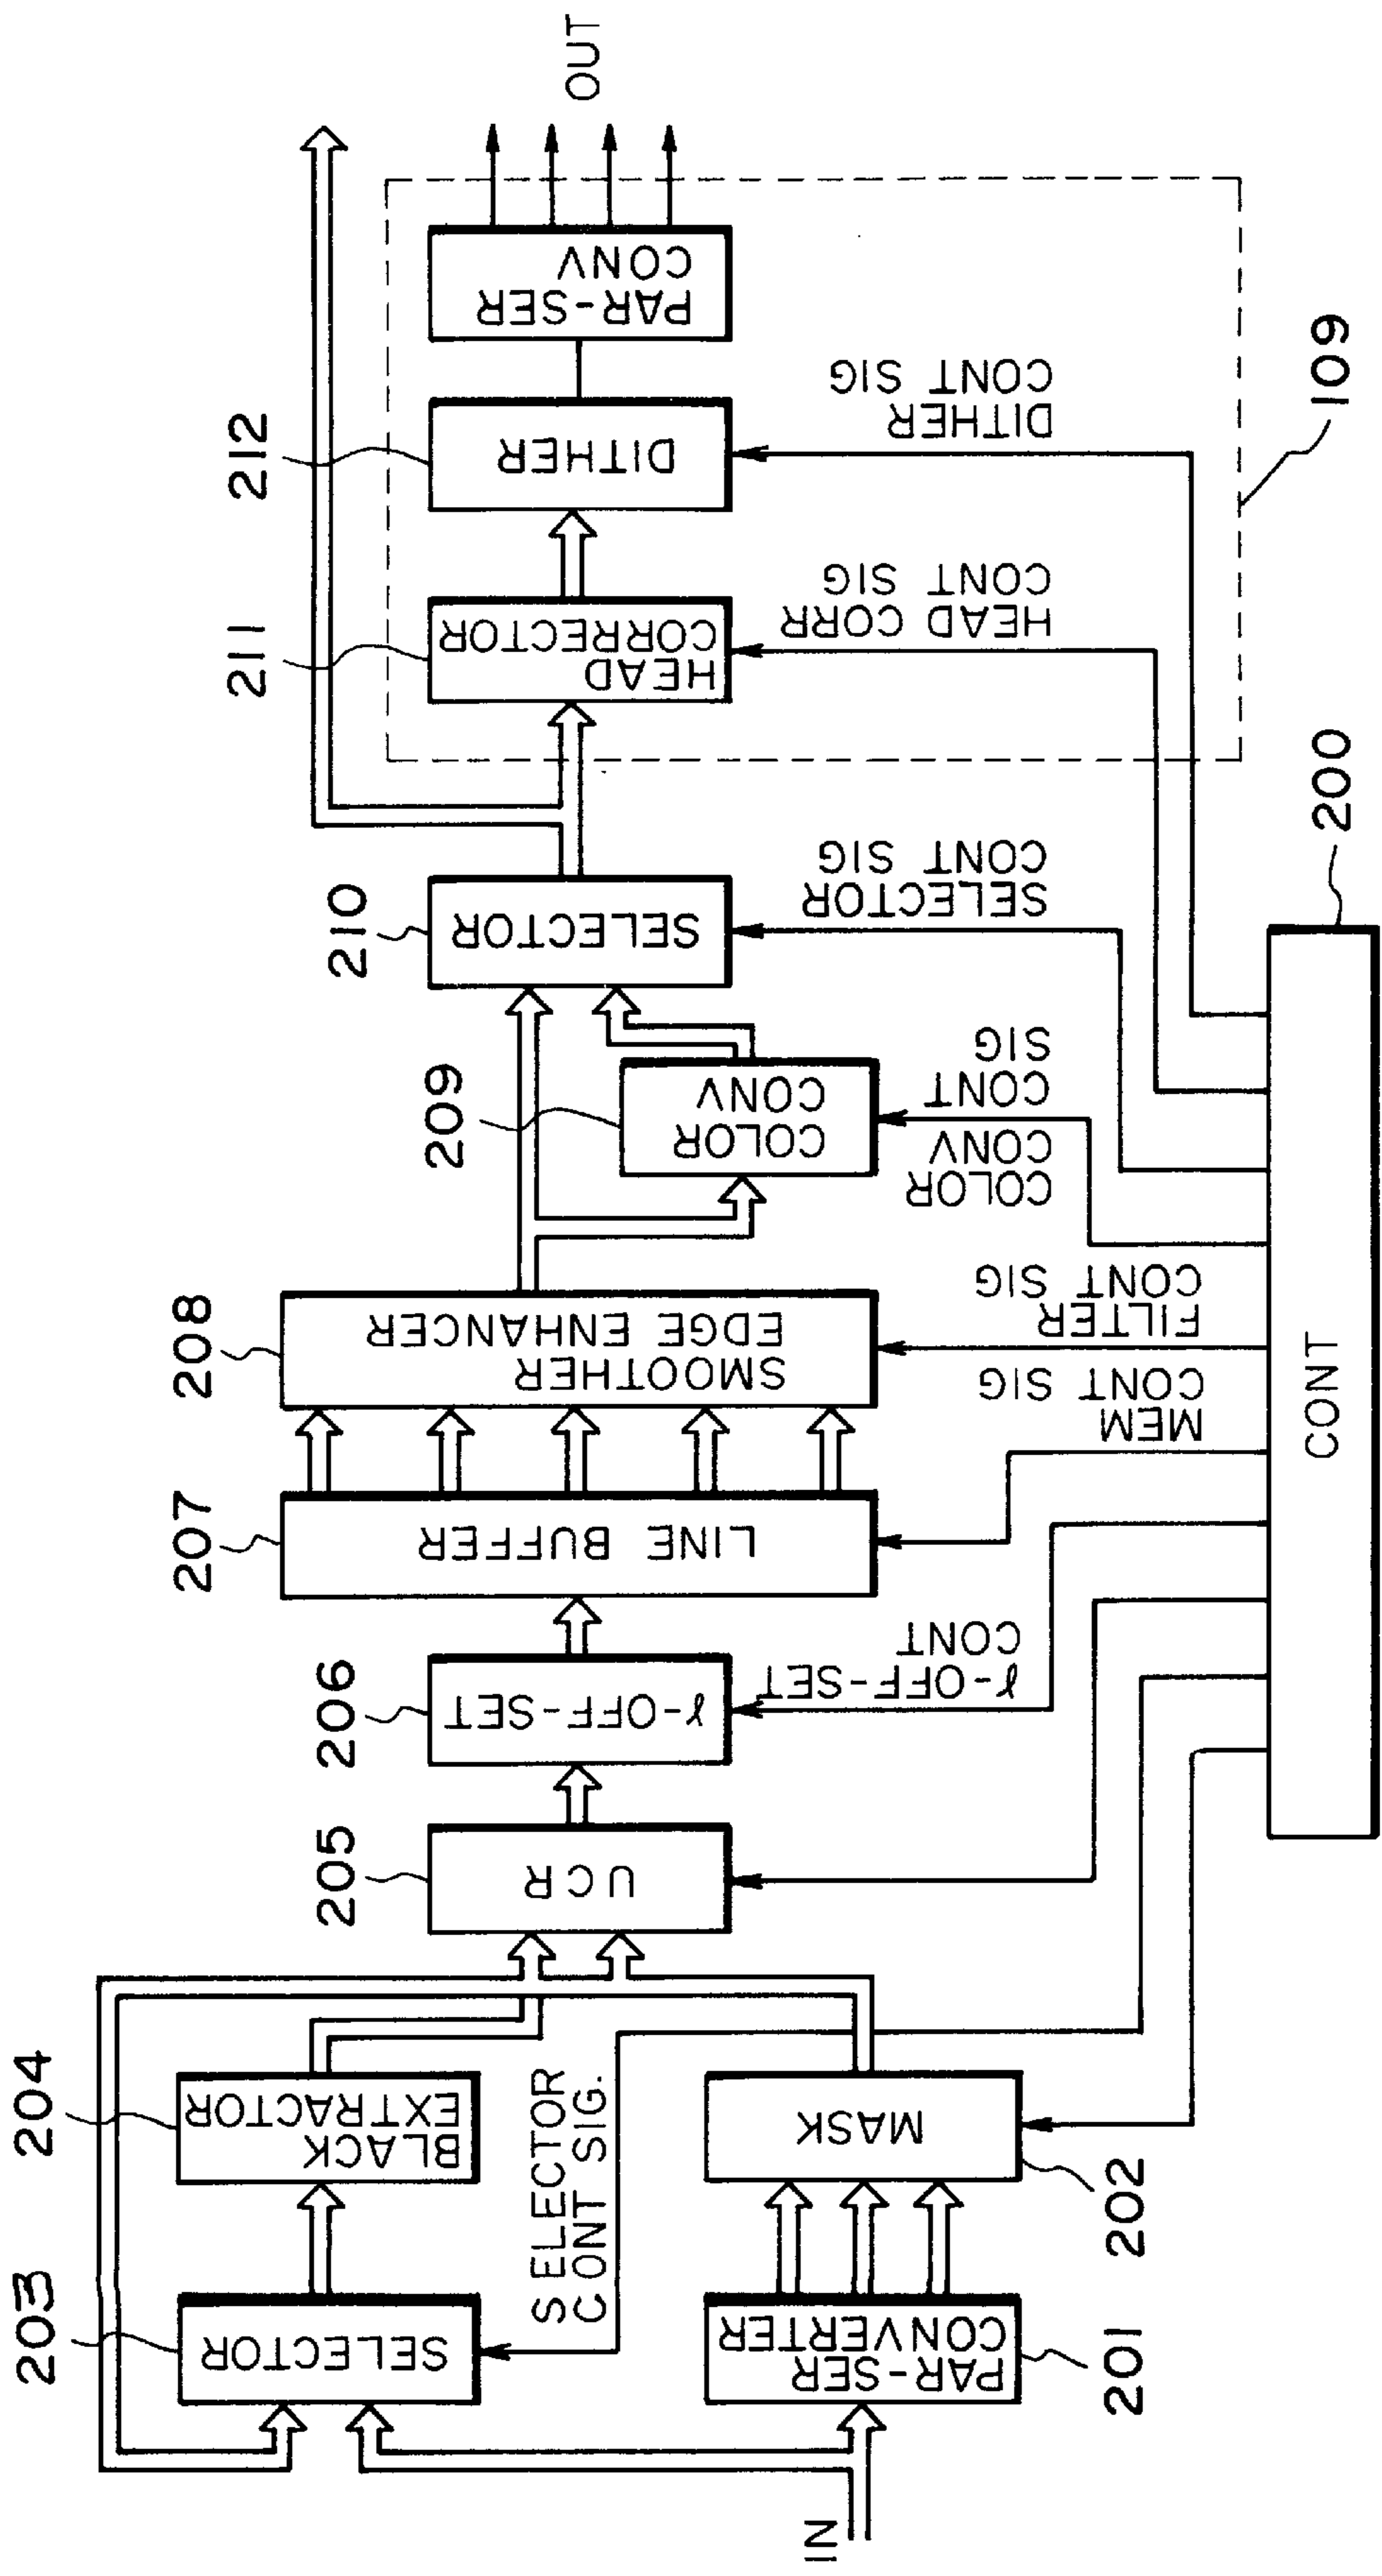 IN
203
SELECTOR
204
BLACK
EXTRACTOR
SELECTOR
CONT SIG.
PAR-SER
CONVERTER
201
MASK
202
205
UCR
206
γ-OFF-SET
γ-OFF-SET
CONT
207
LINE BUFFER
MEM
CONT SIG
208
SMOOTHER
EDGE ENHANCER
FILTER
CONT SIG
209
COLOR
CONV
COLOR
CONV
CONT
SIG
210
SELECTOR
SELECTOR
CONT SIG
211
HEAD
CORRECTOR
HEAD CORR
CONT SIG
212
DITHER
DITHER
CONT SIG
PAR-SER
CONV
OUT
109
200
CONT